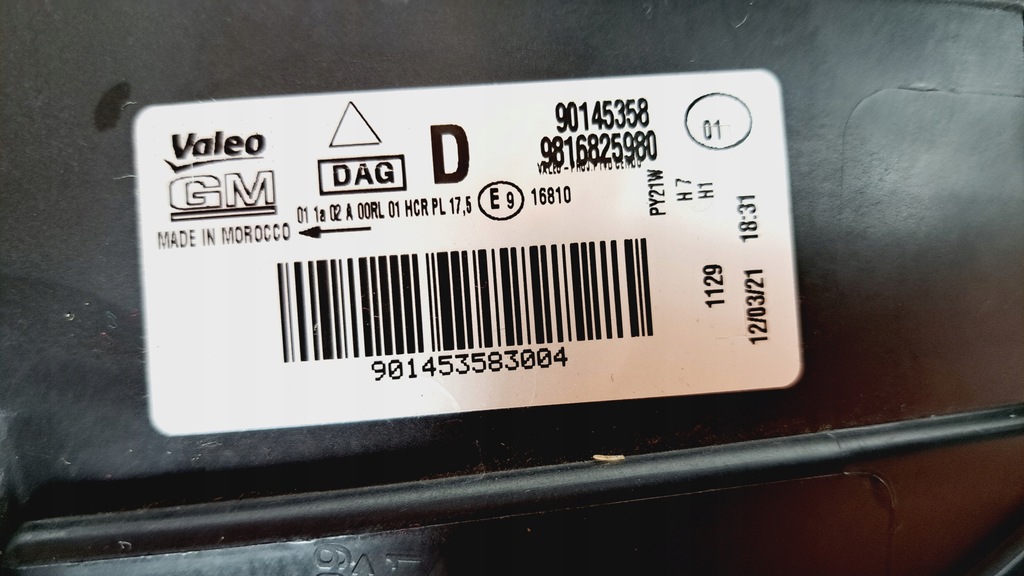 Valeo
GM
MADE IN MOROCCO
DAG
D
90145358
9816825980
01
01 1a 02 A 00RL 01 HCR PL 17,5
E 9
16810
PY21W
H 7
H1
1129
12/03/21 18:31
901453583004